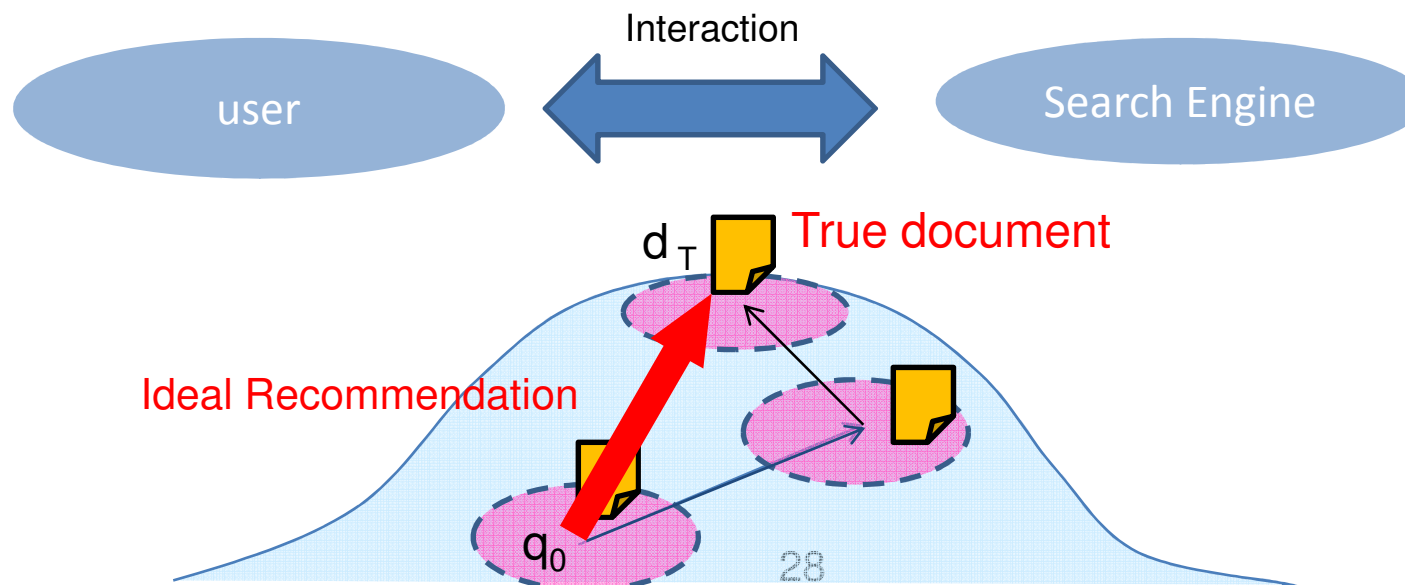 Interaction
user
Search Engine
d T
True document
Ideal Recommendation
q0
28